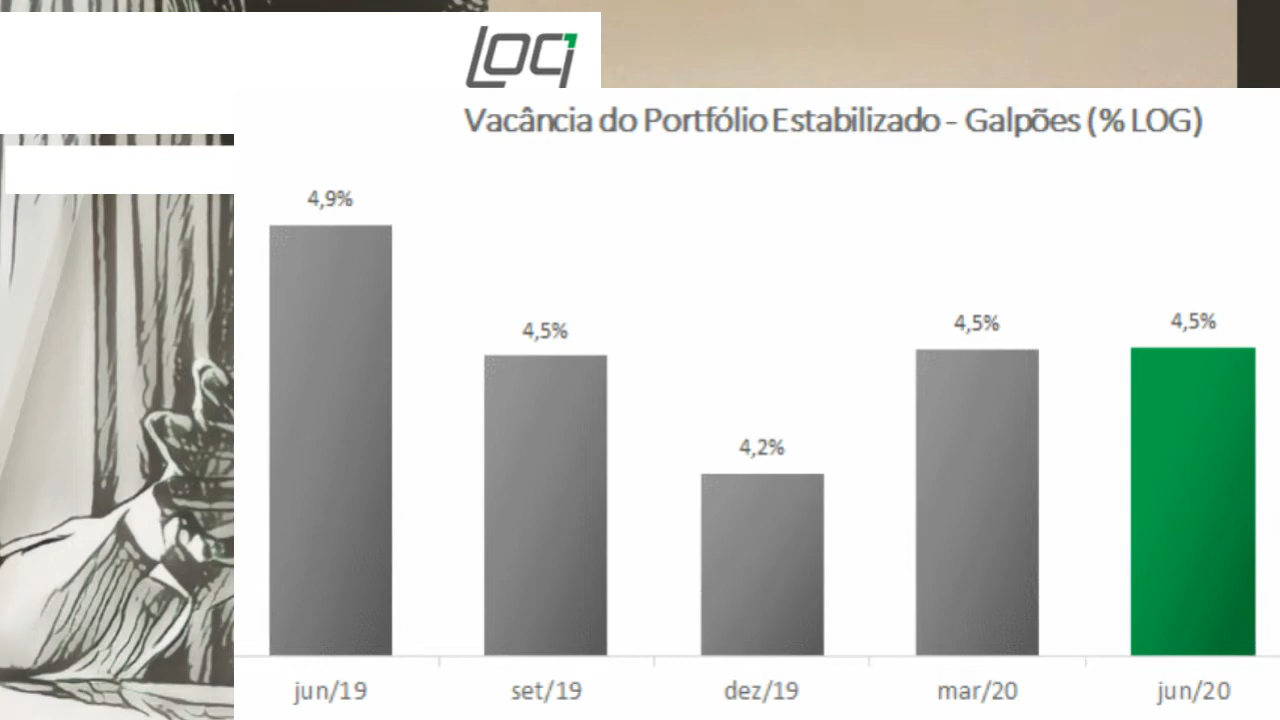 LOG
Vacância do Portfólio Estabilizado - Galpões (% LOG)
4,9%
4,5%
4,2%
4,5%
4,5%
jun/19
set/19
dez/19
mar/20
jun/20